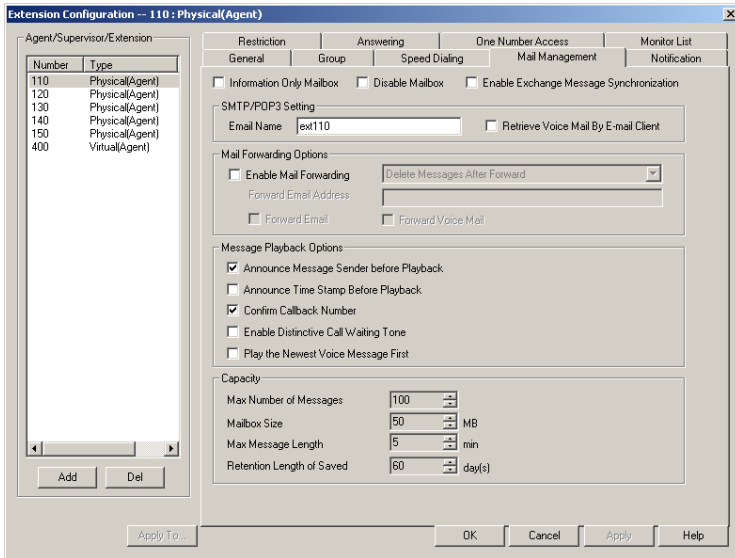 Extension Configuration -- 110 : Physical(Agent)
Agent/Supervisor/Extension
Number Type
110 Physical(Agent)
120 Physical(Agent)
130 Physical(Agent)
140 Physical(Agent)
150 Physical(Agent)
400 Virtual(Agent)
Add Del
Restriction Answering One Number Access Monitor List
General Group Speed Dialing Mail Management Notification
Information Only Mailbox Disable Mailbox Enable Exchange Message Synchronization
SMTP/POP3 Setting
Email Name ext110 Retrieve Voice Mail By E-mail Client
Mail Forwarding Options
Enable Mail Forwarding Delete Messages After Forward
Forward Email Address
Forward Email Forward Voice Mail
Message Playback Options
Announce Message Sender before Playback
Announce Time Stamp Before Playback
Confirm Callback Number
Enable Distinctive Call Waiting Tone
Play the Newest Voice Message First
Capacity
Max Number of Messages 100
Mailbox Size 50 MB
Max Message Length 5 min
Retention Length of Saved 60 day(s)
Apply To... OK Cancel Apply Help